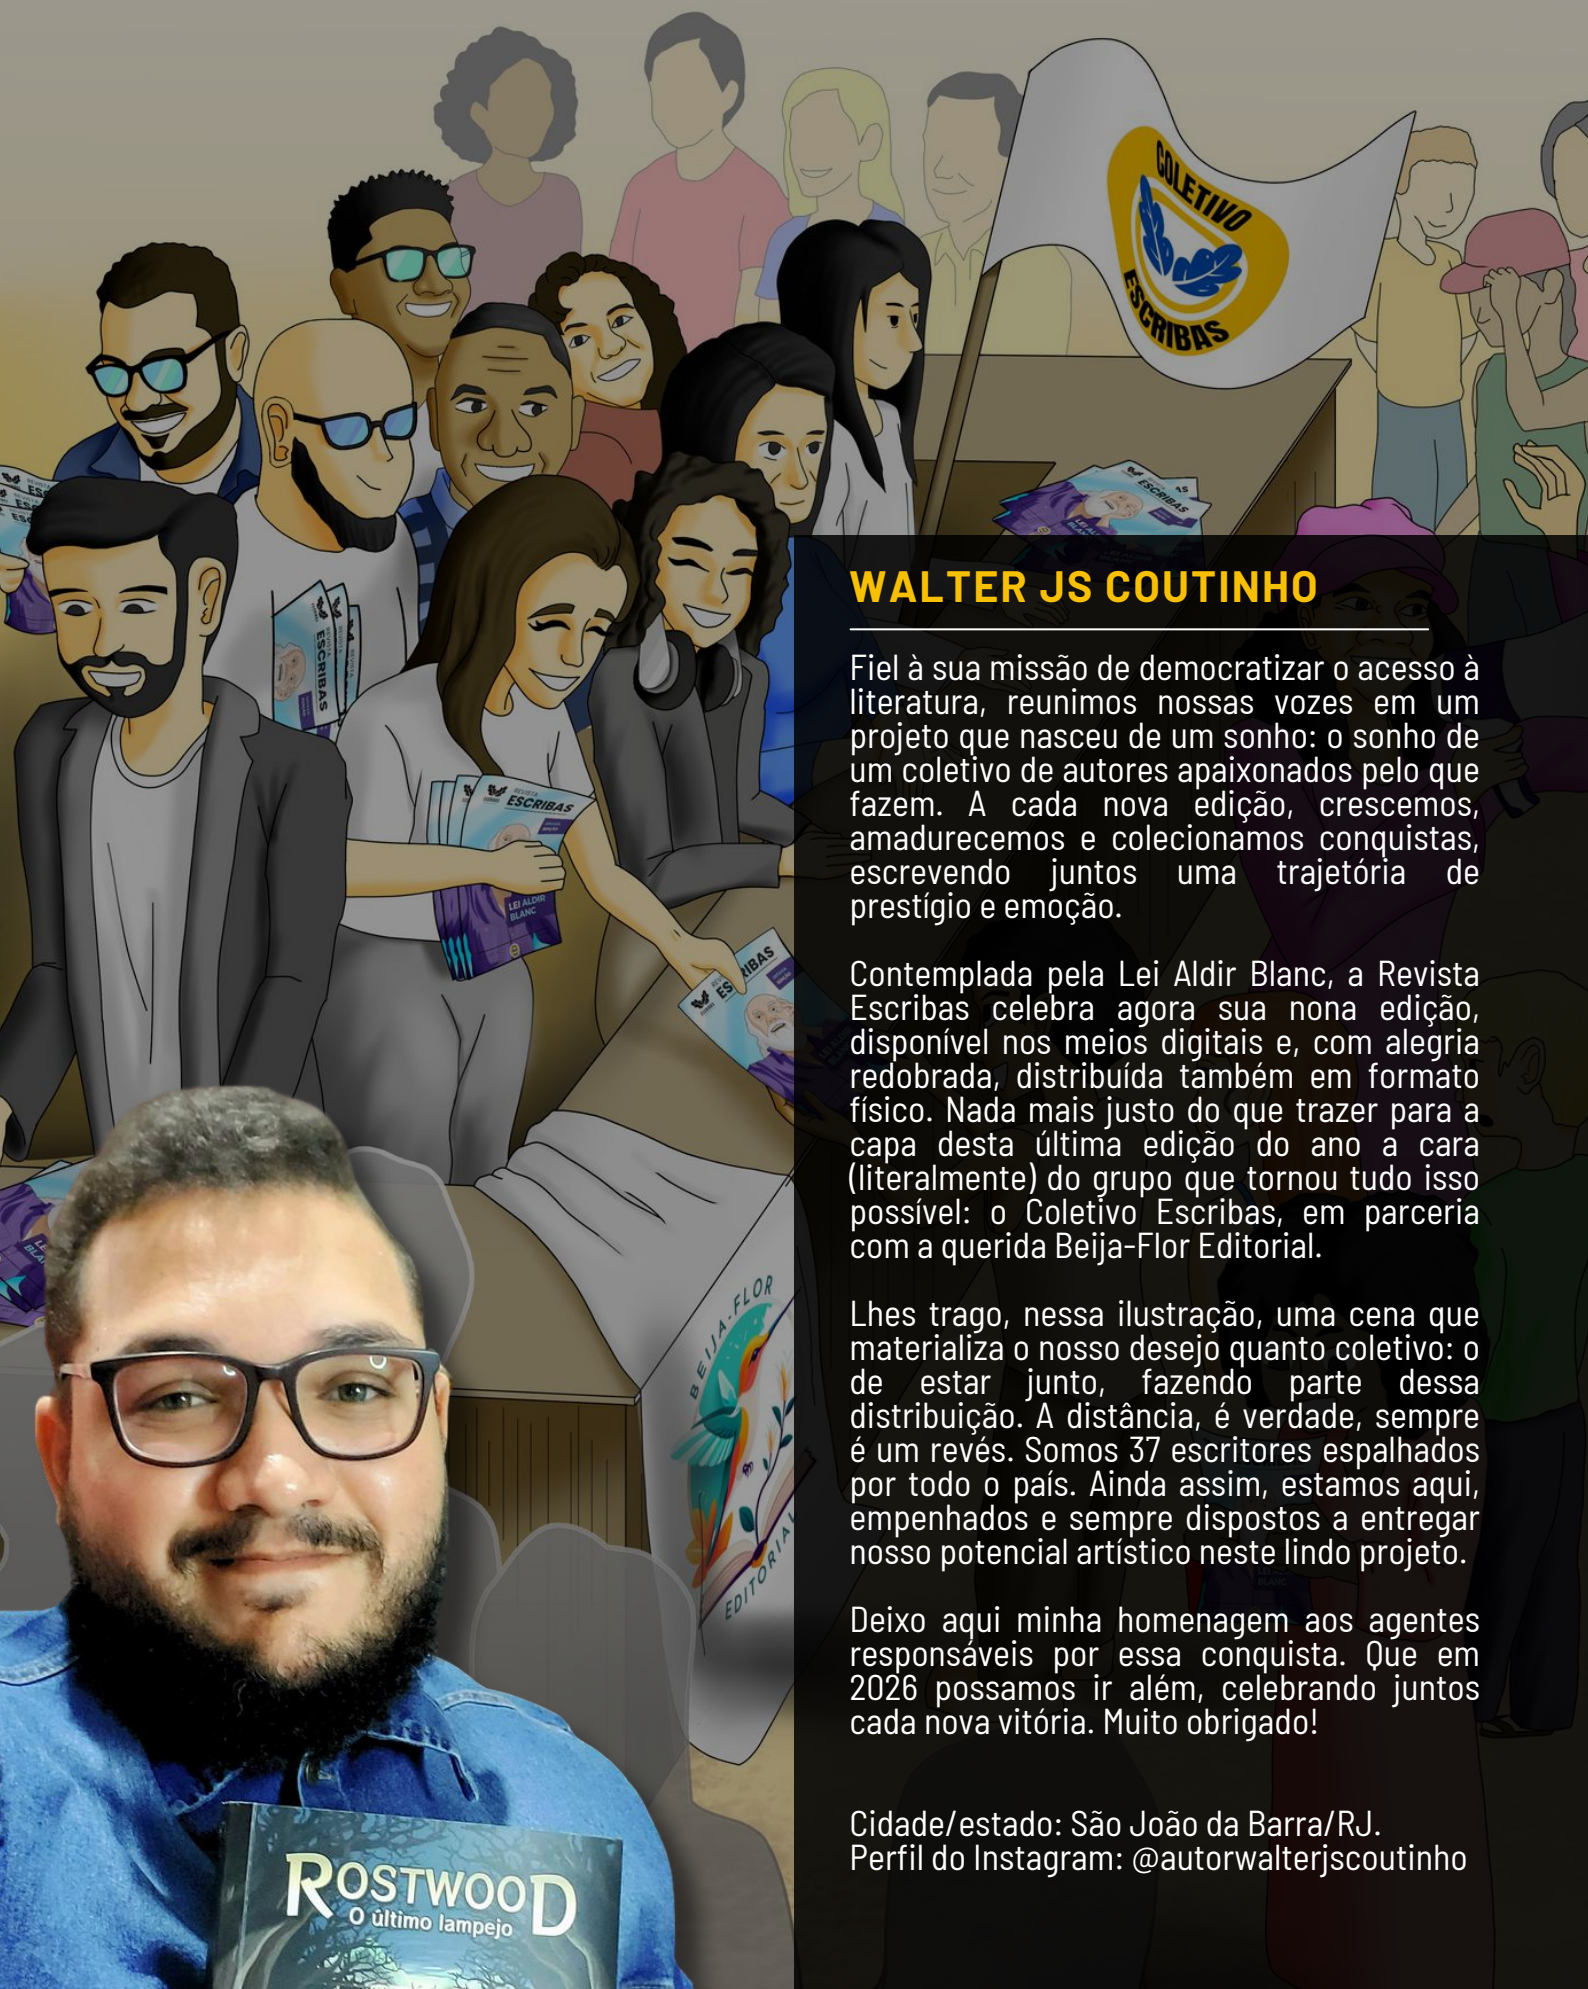 COLETIVO
ESCRIBAS
REVISTA
ESCRIBAS
LEI ALDIR
BLANC
ESCRIBAS
ESCRIBAS
WALTER JS COUTINHO
Fiel à sua missão de democratizar o acesso à
literatura, reunimos nossas vozes em um
projeto que nasceu de um sonho: o sonho de
um coletivo de autores apaixonados pelo que
fazem. A cada nova edição, crescemos,
amadurecemos e colecionamos conquistas,
escrevendo juntos uma trajetória de
prestígio e emoção.
Contemplada pela Lei Aldir Blanc, a Revista
Escribas celebra agora sua nona edição,
disponível nos meios digitais e, com alegria
redobrada, distribuída também em formato
físico. Nada mais justo do que trazer para a
capa desta última edição do ano a cara
(literalmente) do grupo que tornou tudo isso
possível: o Coletivo Escribas, em parceria
com a querida Beija-Flor Editorial.
Lhes trago, nessa ilustração, uma cena que
materializa o nosso desejo quanto coletivo: o
de estar junto, fazendo parte dessa
distribuição. A distância, é verdade, sempre
é um revés. Somos 37 escritores espalhados
por todo o país. Ainda assim, estamos aqui,
empenhados e sempre dispostos a entregar
nosso potencial artístico neste lindo projeto.
Deixo aqui minha homenagem aos agentes
responsáveis por essa conquista. Que em
2026 possamos ir além, celebrando juntos
cada nova vitória. Muito obrigado!
Cidade/estado: São João da Barra/RJ.
Perfil do Instagram: @autorwalterjscoutinho
BEIJA-FLOR
EDITORIAL
ROSTWOOD
O último lampejo